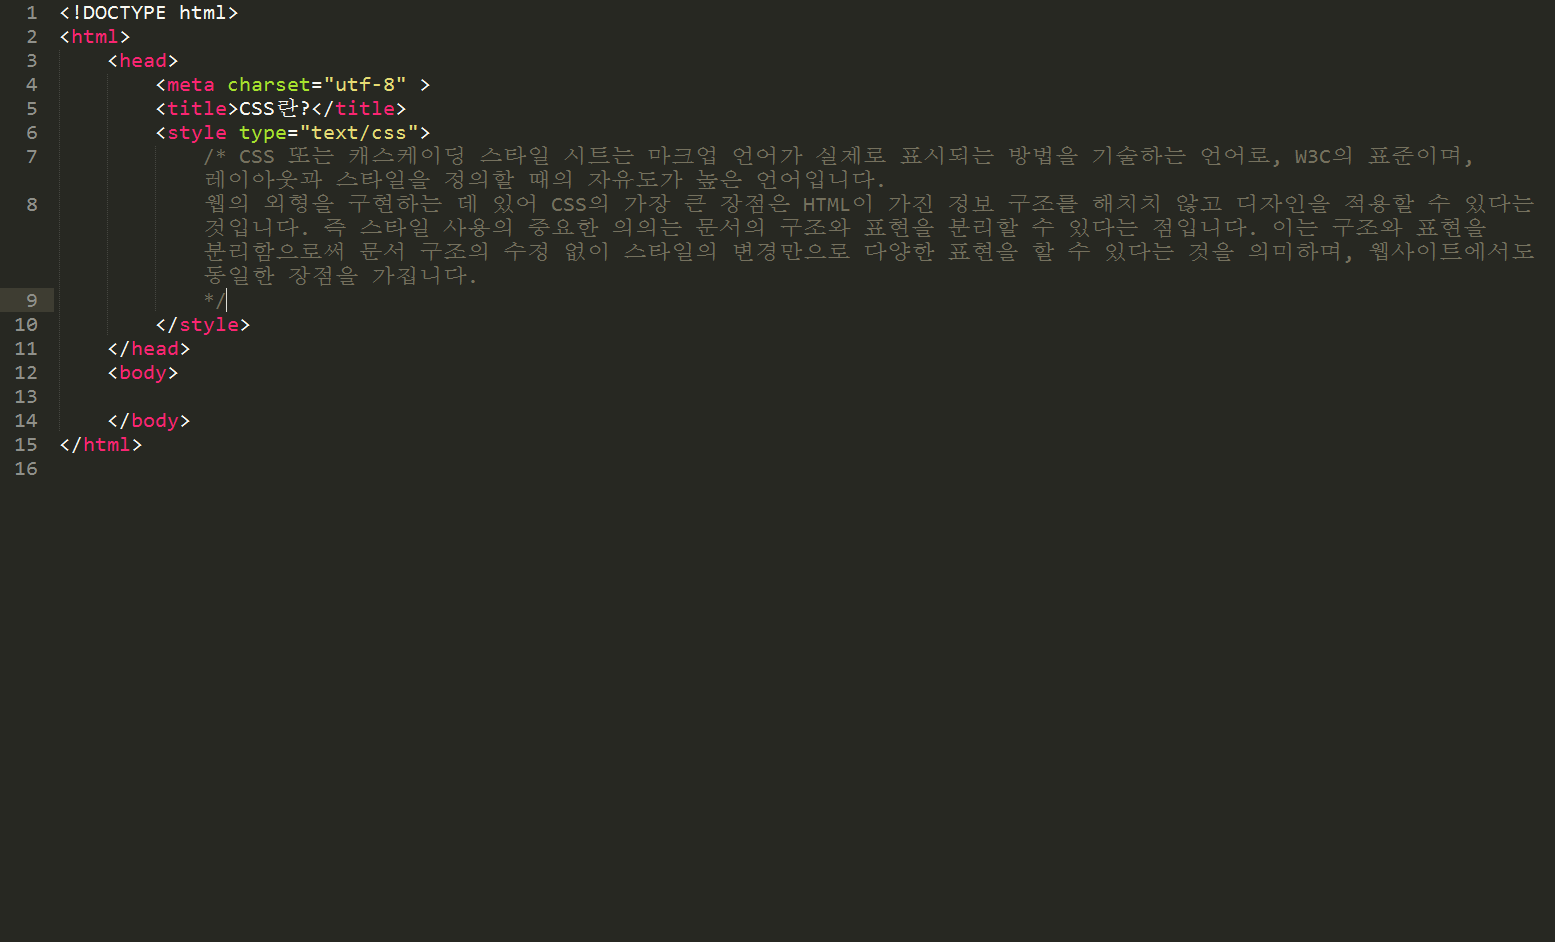 1 <!DOCTYPE html>
2 <html>
3 <head>
4 <meta charset="utf-8" >
5 <title>CSS란?</title>
6 <style type="text/css">
7 /* CSS 또는 캐스케이딩 스타일 시트는 마크업 언어가 실제로 표시되는 방법을 기술하는 언어로, W3C의 표준이며,
레이아웃과 스타일을 정의할 때의 자유도가 높은 언어입니다.
8 웹의 외형을 구현하는 데 있어 CSS의 가장 큰 장점은 HTML이 가진 정보 구조를 해치치 않고 디자인을 적용할 수 있다는
것입니다. 즉 스타일 사용의 중요한 의의는 문서의 구조와 표현을 분리할 수 있다는 점입니다. 이는 구조와 표현을
분리함으로써 문서 구조의 수정 없이 스타일의 변경만으로 다양한 표현을 할 수 있다는 것을 의미하며, 웹사이트에서도
동일한 장점을 가집니다.
9 */
10 </style>
11 </head>
12 <body>
13
14 </body>
15 </html>
16